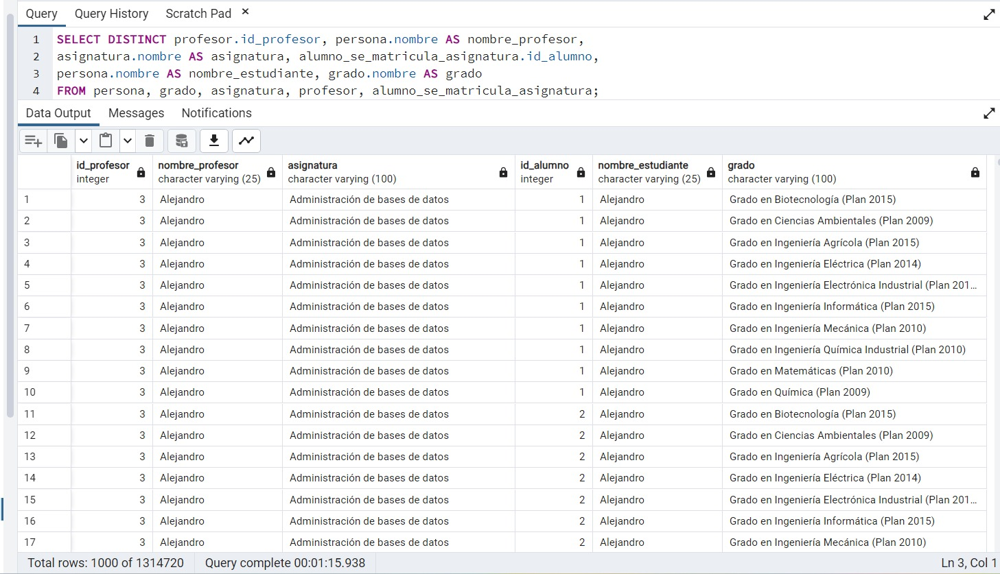 Query Query History Scratch Pad ×
1 SELECT DISTINCT profesor.id_profesor, persona.nombre AS nombre_profesor,
2 asignatura.nombre AS asignatura, alumno_se_matricula_asignatura.id_alumno,
3 persona.nombre AS nombre_estudiante, grado.nombre AS grado
4 FROM persona, grado, asignatura, profesor, alumno_se_matricula_asignatura;
Data Output Messages Notifications
id_profesor nombre_profesor asignatura id_alumno nombre_estudiante grado
integer character varying (25) character varying (100) integer character varying (25) character varying (100)
1 3 Alejandro Administración de bases de datos 1 Alejandro Grado en Biotecnología (Plan 2015)
2 3 Alejandro Administración de bases de datos 1 Alejandro Grado en Ciencias Ambientales (Plan 2009)
3 3 Alejandro Administración de bases de datos 1 Alejandro Grado en Ingeniería Agrícola (Plan 2015)
4 3 Alejandro Administración de bases de datos 1 Alejandro Grado en Ingeniería Eléctrica (Plan 2014)
5 3 Alejandro Administración de bases de datos 1 Alejandro Grado en Ingeniería Electrónica Industrial (Plan 201...
6 3 Alejandro Administración de bases de datos 1 Alejandro Grado en Ingeniería Informática (Plan 2015)
7 3 Alejandro Administración de bases de datos 1 Alejandro Grado en Ingeniería Mecánica (Plan 2010)
8 3 Alejandro Administración de bases de datos 1 Alejandro Grado en Ingeniería Química Industrial (Plan 2010)
9 3 Alejandro Administración de bases de datos 1 Alejandro Grado en Matemáticas (Plan 2010)
10 3 Alejandro Administración de bases de datos 1 Alejandro Grado en Química (Plan 2009)
11 3 Alejandro Administración de bases de datos 2 Alejandro Grado en Biotecnología (Plan 2015)
12 3 Alejandro Administración de bases de datos 2 Alejandro Grado en Ciencias Ambientales (Plan 2009)
13 3 Alejandro Administración de bases de datos 2 Alejandro Grado en Ingeniería Agrícola (Plan 2015)
14 3 Alejandro Administración de bases de datos 2 Alejandro Grado en Ingeniería Eléctrica (Plan 2014)
15 3 Alejandro Administración de bases de datos 2 Alejandro Grado en Ingeniería Electrónica Industrial (Plan 201...
16 3 Alejandro Administración de bases de datos 2 Alejandro Grado en Ingeniería Informática (Plan 2015)
17 3 Alejandro Administración de bases de datos 2 Alejandro Grado en Ingeniería Mecánica (Plan 2010)
Total rows: 1000 of 1314720 Query complete 00:01:15.938 Ln 3, Col 1